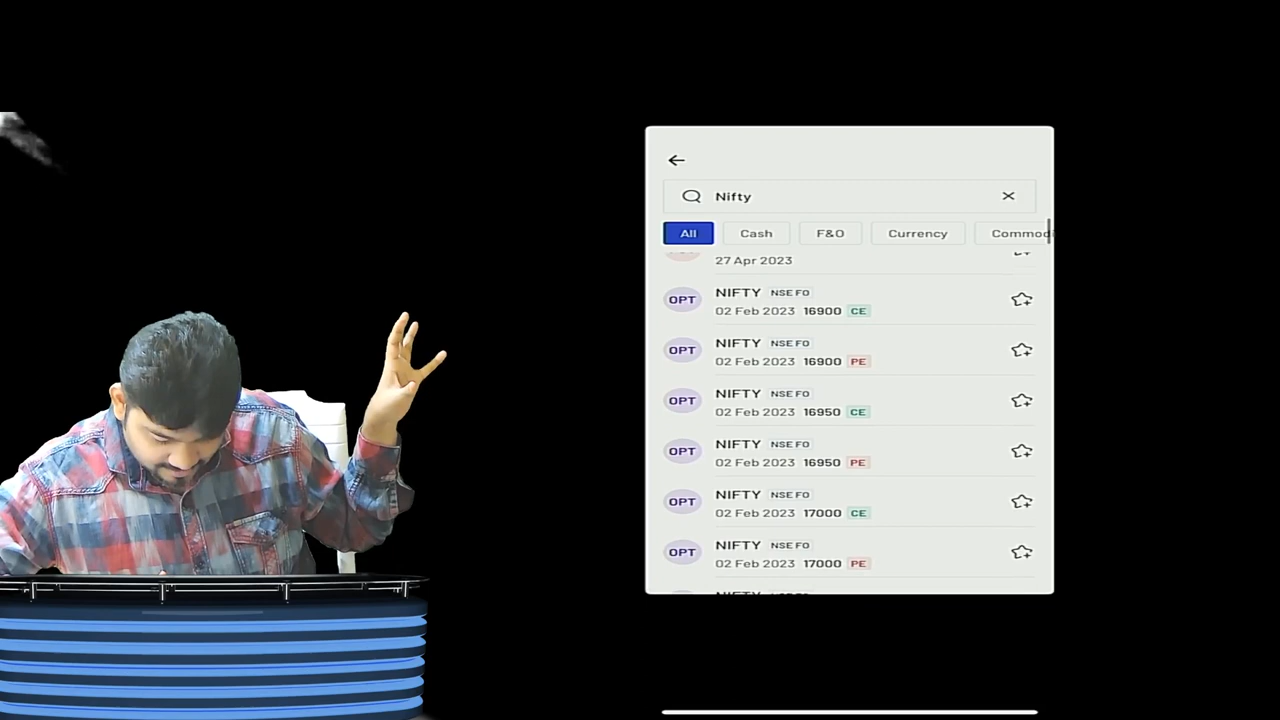 Nifty
All Cash F&O Currency Commodi
27 Apr 2023
OPT NIFTY NSE FO
02 Feb 2023 16900 CE
OPT NIFTY NSE FO
02 Feb 2023 16900 PE
OPT NIFTY NSE FO
02 Feb 2023 16950 CE
OPT NIFTY NSE FO
02 Feb 2023 16950 PE
OPT NIFTY NSE FO
02 Feb 2023 17000 CE
OPT NIFTY NSE FO
02 Feb 2023 17000 PE